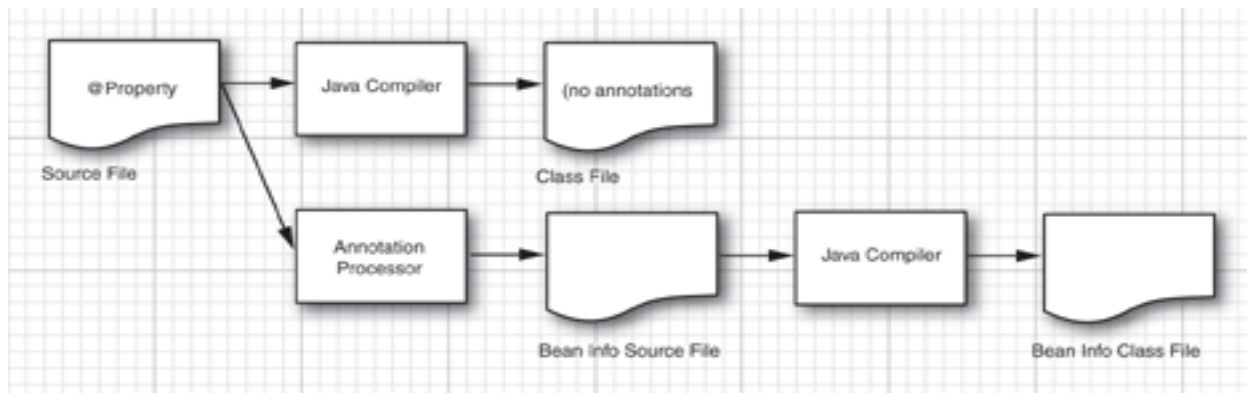 @Property
Java Compiler
(no annotations
Source File
Class File
Annotation
Processor
Java Compiler
Bean Info Source File
Bean Info Class File